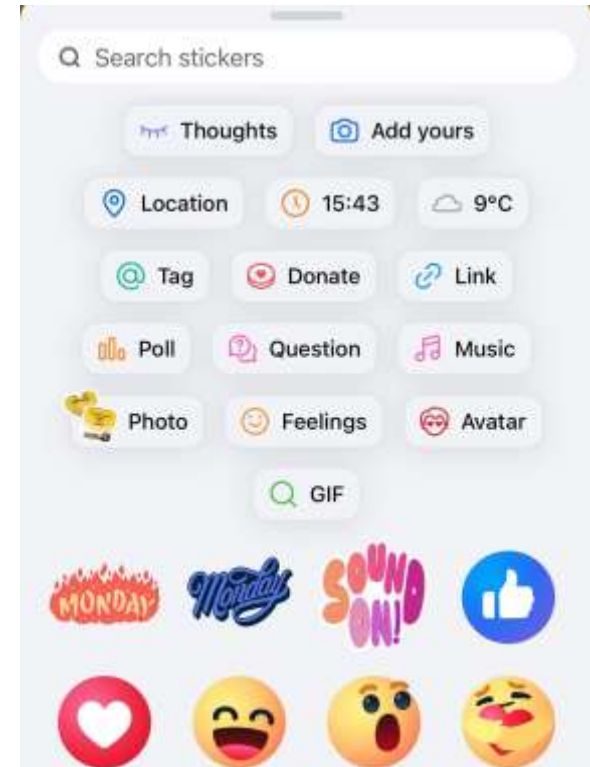 Search stickers
Thoughts Add yours
Location 15:43 9°C
Tag Donate Link
Poll Question Music
Photo Feelings Avatar
GIF
MONDAY Monday SOUND ON!